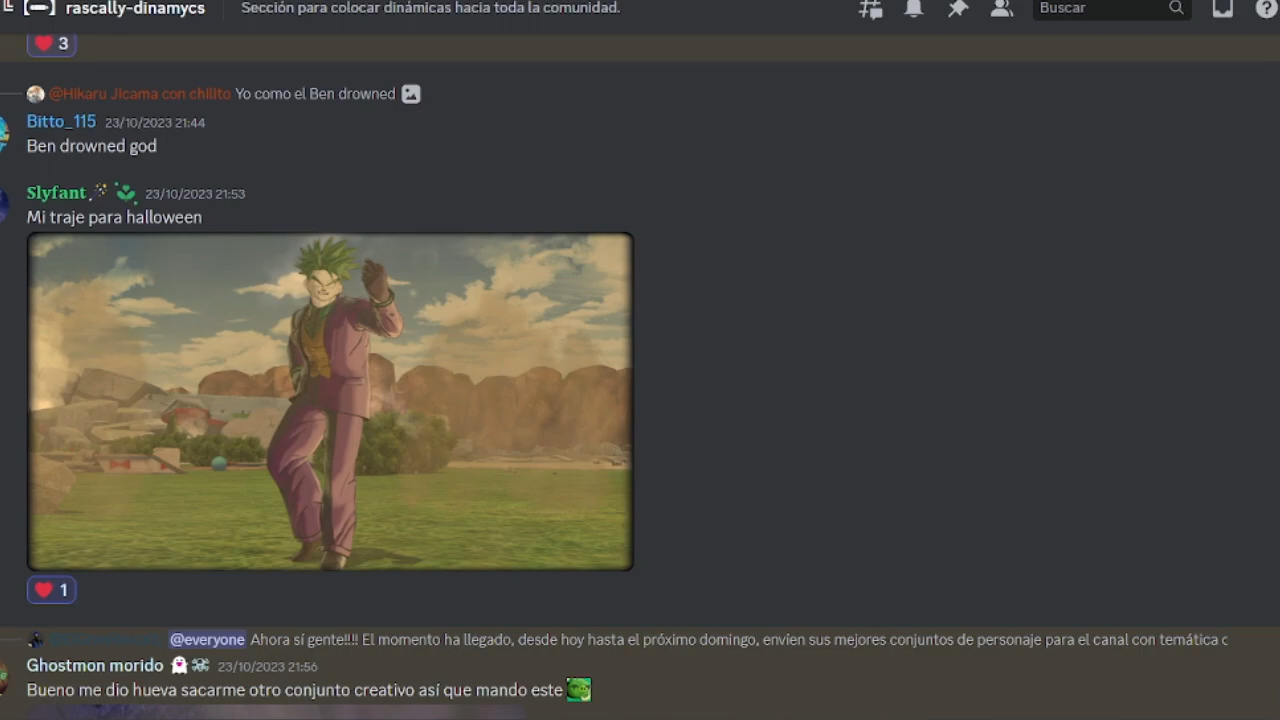 rascally-dinamycs Sección para colocar dinámicas hacia toda la comunidad. Buscar
3
@Hikaru Jicama con chilito Yo como el Ben drowned
Bitto_115 23/10/2023 21:44
Ben drowned god
Slyfant 23/10/2023 21:53
Mi traje para halloween
1
@everyone Ahora sí gente!!!! El momento ha llegado, desde hoy hasta el próximo domingo, envíen sus mejores conjuntos de personaje para el canal con temática
Ghostmon morido 23/10/2023 21:56
Bueno me dio hueva sacarme otro conjunto creativo así que mando este